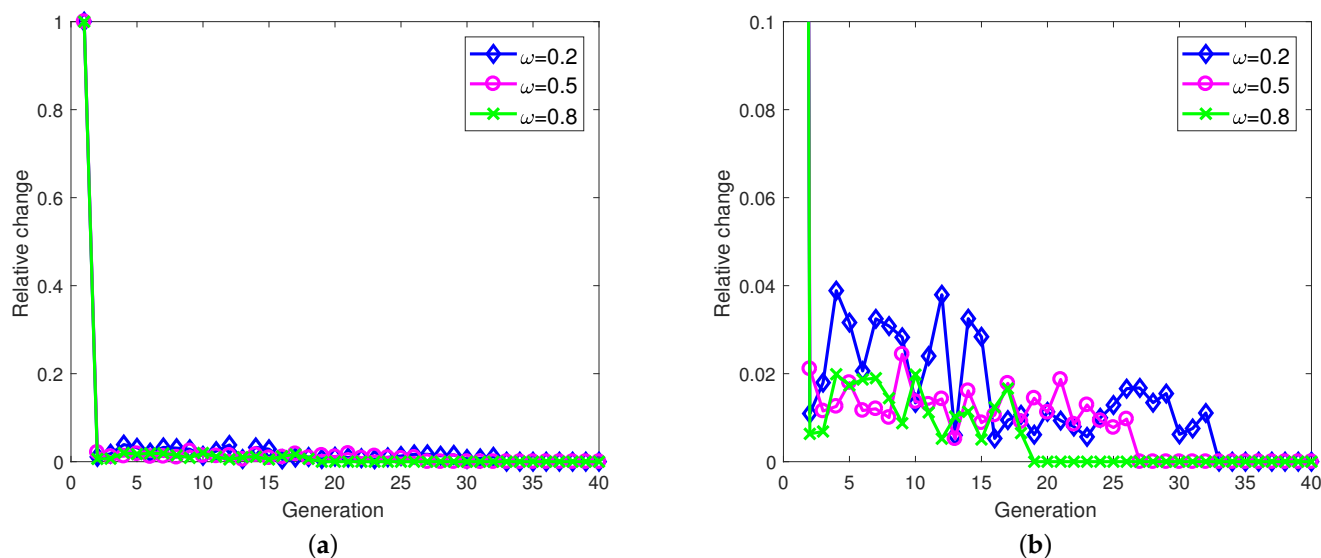 1
0.8
0.6
0.4
0.2
0
Relative change
0 5 10 15 20 25 30 35 40
Generation
ω=0.2
ω=0.5
ω=0.8
(a)
0.1
0.08
0.06
0.04
0.02
0
Relative change
0 5 10 15 20 25 30 35 40
Generation
ω=0.2
ω=0.5
ω=0.8
(b)